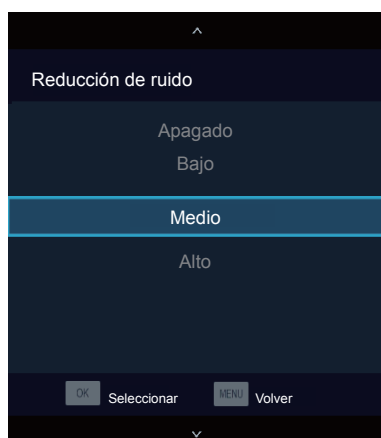 Reducción de ruido
Apagado
Bajo
Medio
Alto
OK Seleccionar MENU Volver